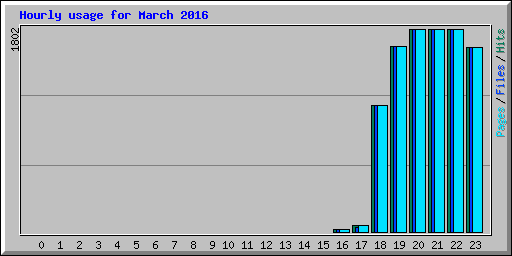 Hourly usage for March 2016
1802
Pages/Files/Hits
0 1 2 3 4 5 6 7 8 9 10 11 12 13 14 15 16 17 18 19 20 21 22 23